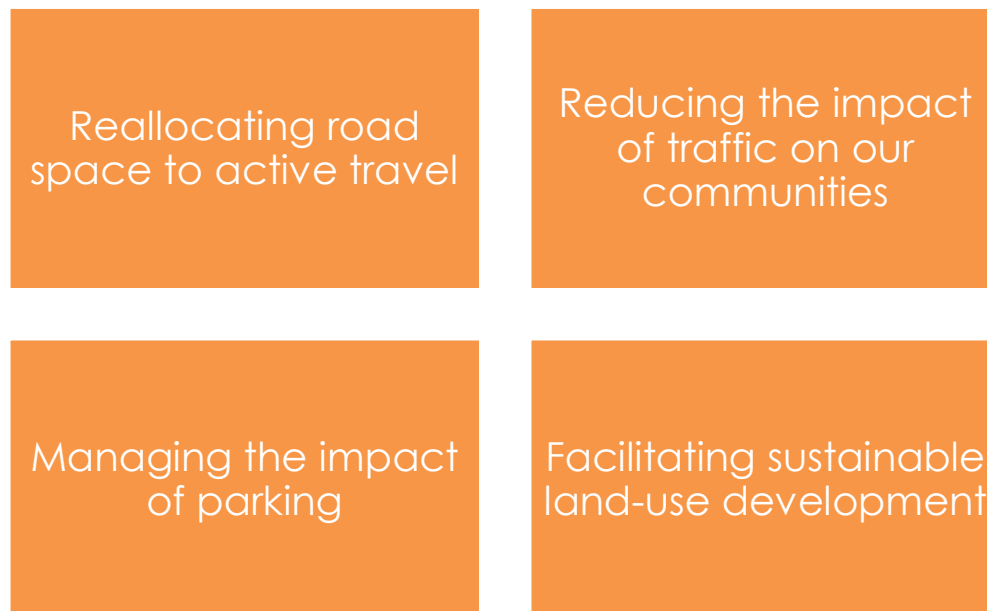 Reallocating road
space to active travel
Reducing the impact
of traffic on our
communities
Managing the impact
of parking
Facilitating sustainable
land-use development